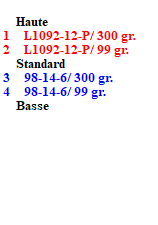 Haute
1 L1092-12-P/ 300 gr.
2 L1092-12-P/ 99 gr.
Standard
3 98-14-6/ 300 gr.
4 98-14-6/ 99 gr.
Basse